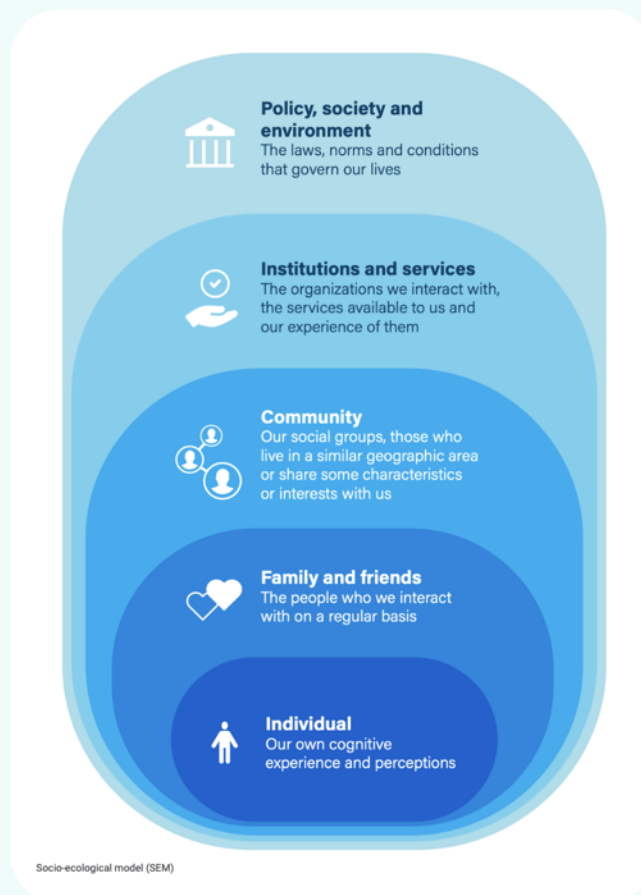 Policy, society and
environment
The laws, norms and conditions
that govern our lives
Institutions and services
The organizations we interact with,
the services available to us and
our experience of them
Community
Our social groups, those who
live in a similar geographic area
or share some characteristics
or interests with us
Family and friends
The people who we interact
with on a regular basis
Individual
Our own cognitive
experience and perceptions
Socio-ecological model (SEM)